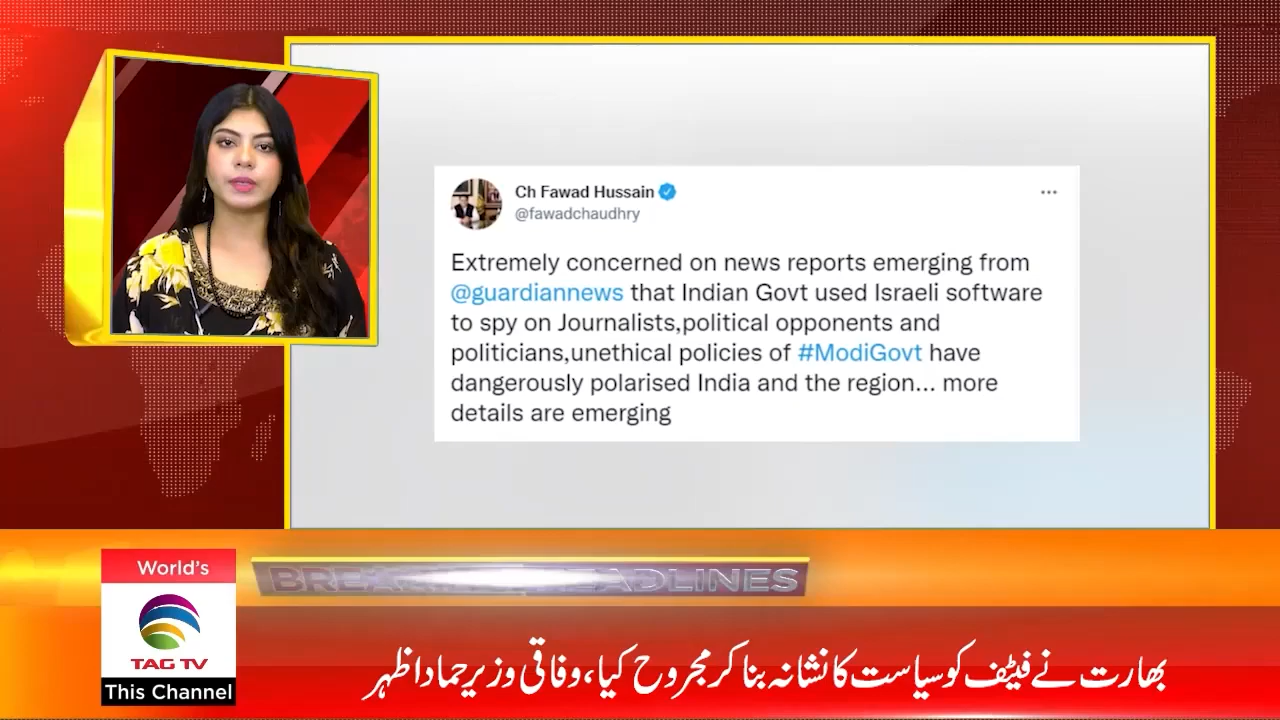 Ch Fawad Hussain
@fawadchaudhry
Extremely concerned on news reports emerging from
@guardiannews that Indian Govt used Israeli software
to spy on Journalists,political opponents and
politicians,unethical policies of #ModiGovt have
dangerously polarised India and the region... more
details are emerging
World's
TAG TV
This Channel
BREAKING HEADLINES
بھارت نے فیٹف کو سیاست کا نشانہ بنا کر مجروح کیا، وفاقی وزیر حماد اظہر